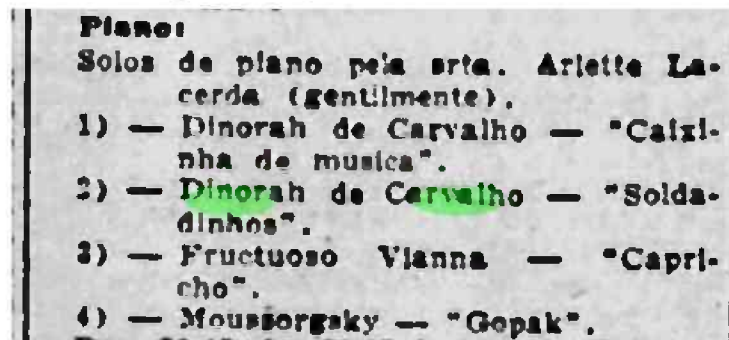 Piano:
Solos de piano pela srta. Arlette La-
cerda (gentilmente).
1) — Dinorah de Carvalho — "Caixi-
nha de musica".
2) — Dinorah de Carvalho — "Solda-
dinhos".
3) — Fructuoso Vianna — "Capri-
cho".
4) — Moussorgsky — "Gopak".